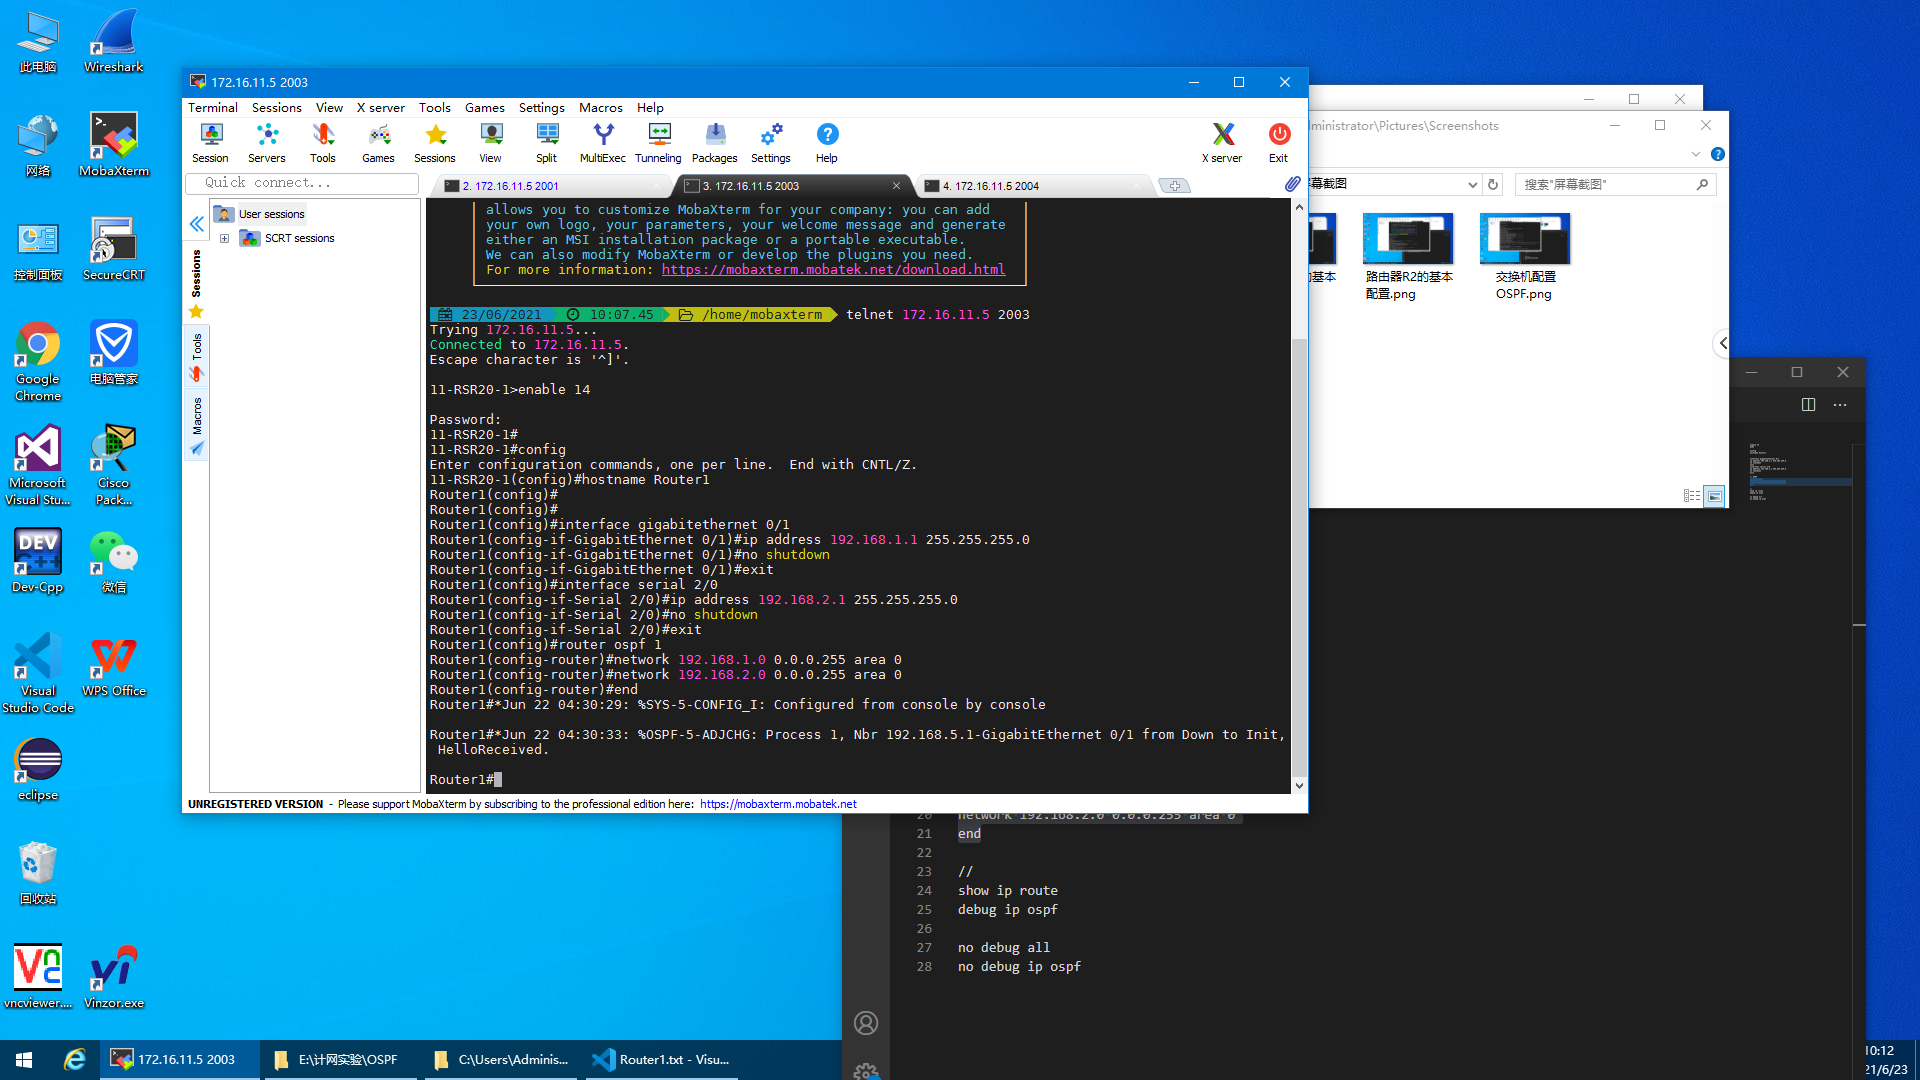 此电脑
Wireshark
网络
MobaXterm
控制面板
SecureCRT
Google
Chrome
电脑管家
Microsoft
Visual Stu...
Cisco
Pack...
Dev-Cpp
微信
Visual
Studio Code
WPS Office
eclipse
回收站
vncviewer....
Vinzor.exe
172.16.11.5 2003
Terminal Sessions View X server Tools Games Settings Macros Help
Session Servers Tools Games Sessions View Split MultiExec Tunneling Packages Settings Help X server Exit
Quick connect...
2. 172.16.11.5 2001
3. 172.16.11.5 2003
4. 172.16.11.5 2004
User sessions
SCRT sessions
Sessions
Tools
Macros
allows you to customize MobaXterm for your company: you can add
your own logo, your parameters, your welcome message and generate
either an MSI installation package or a portable executable.
We can also modify MobaXterm or develop the plugins you need.
For more information: https://mobaxterm.mobatek.net/download.html
23/06/2021 10:07.45 /home/mobaxterm telnet 172.16.11.5 2003
Trying 172.16.11.5...
Connected to 172.16.11.5.
Escape character is '^]'.
11-RSR20-1>enable 14
Password:
11-RSR20-1#
11-RSR20-1#config
Enter configuration commands, one per line.  End with CNTL/Z.
11-RSR20-1(config)#hostname Router1
Router1(config)#
Router1(config)#
Router1(config)#interface gigabitethernet 0/1
Router1(config-if-GigabitEthernet 0/1)#ip address 192.168.1.1 255.255.255.0
Router1(config-if-GigabitEthernet 0/1)#no shutdown
Router1(config-if-GigabitEthernet 0/1)#exit
Router1(config)#interface serial 2/0
Router1(config-if-Serial 2/0)#ip address 192.168.2.1 255.255.255.0
Router1(config-if-Serial 2/0)#no shutdown
Router1(config-if-Serial 2/0)#exit
Router1(config)#router ospf 1
Router1(config-router)#network 192.168.1.0 0.0.0.255 area 0
Router1(config-router)#network 192.168.2.0 0.0.0.255 area 0
Router1(config-router)#end
Router1#*Jun 22 04:30:29: %SYS-5-CONFIG_I: Configured from console by console
Router1#*Jun 22 04:30:33: %OSPF-5-ADJCHG: Process 1, Nbr 192.168.5.1-GigabitEthernet 0/1 from Down to Init,
HelloReceived.
Router1#
UNREGISTERED VERSION - Please support MobaXterm by subscribing to the professional edition here: https://mobaxterm.mobatek.net
ministrator\Pictures\Screenshots
屏幕截图
搜索"屏幕截图"
的基本
路由器R2的基本
配置.png
交换机配置
OSPF.png
20 network 192.168.2.0 0.0.0.255 area 0
21 end
22
23 //
24 show ip route
25 debug ip ospf
26
27 no debug all
28 no debug ip ospf
172.16.11.5 2003
E:\计网实验\OSPF
C:\Users\Adminis...
Router1.txt - Visu...
10:12
21/6/23